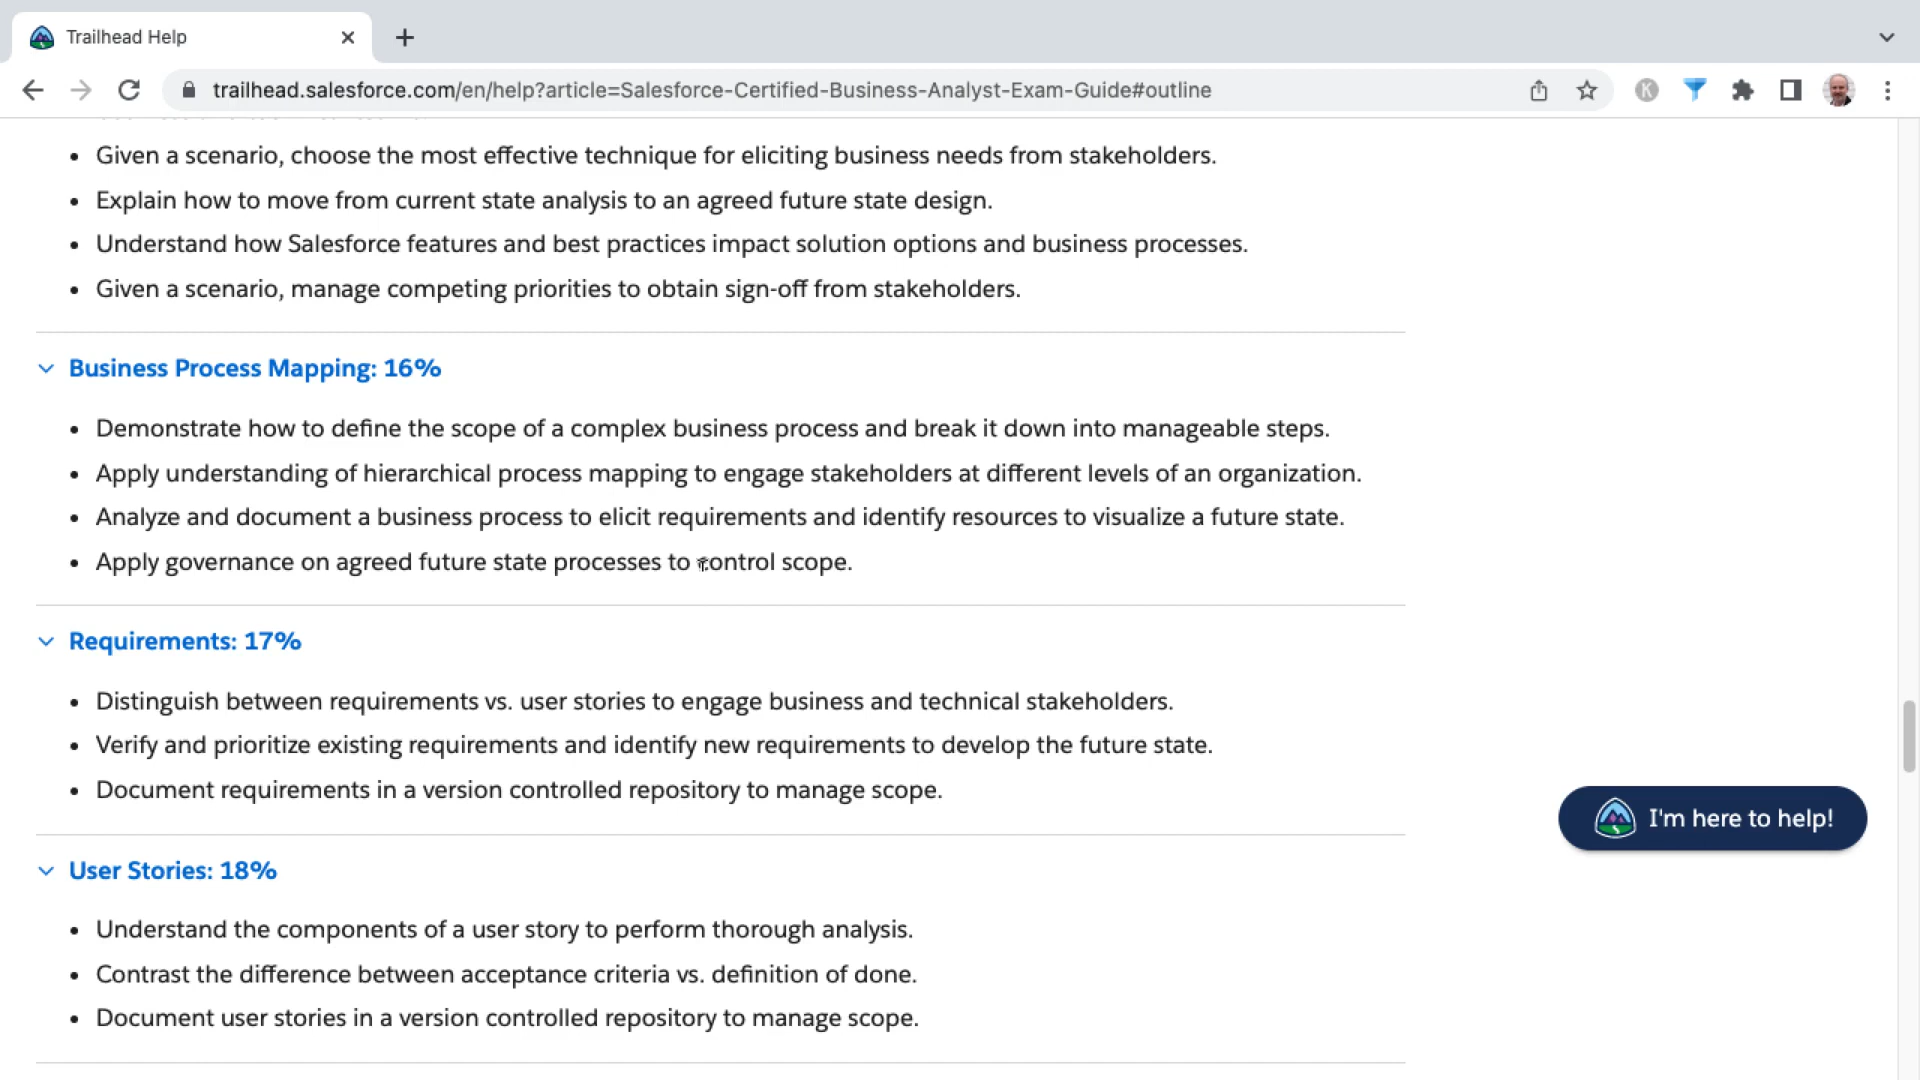 Trailhead Help
trailhead.salesforce.com/en/help?article=Salesforce-Certified-Business-Analyst-Exam-Guide#outline
K
• Given a scenario, choose the most effective technique for eliciting business needs from stakeholders.
• Explain how to move from current state analysis to an agreed future state design.
• Understand how Salesforce features and best practices impact solution options and business processes.
• Given a scenario, manage competing priorities to obtain sign-off from stakeholders.
Business Process Mapping: 16%
• Demonstrate how to define the scope of a complex business process and break it down into manageable steps.
• Apply understanding of hierarchical process mapping to engage stakeholders at different levels of an organization.
• Analyze and document a business process to elicit requirements and identify resources to visualize a future state.
• Apply governance on agreed future state processes to control scope.
Requirements: 17%
• Distinguish between requirements vs. user stories to engage business and technical stakeholders.
• Verify and prioritize existing requirements and identify new requirements to develop the future state.
• Document requirements in a version controlled repository to manage scope.
I'm here to help!
User Stories: 18%
• Understand the components of a user story to perform thorough analysis.
• Contrast the difference between acceptance criteria vs. definition of done.
• Document user stories in a version controlled repository to manage scope.